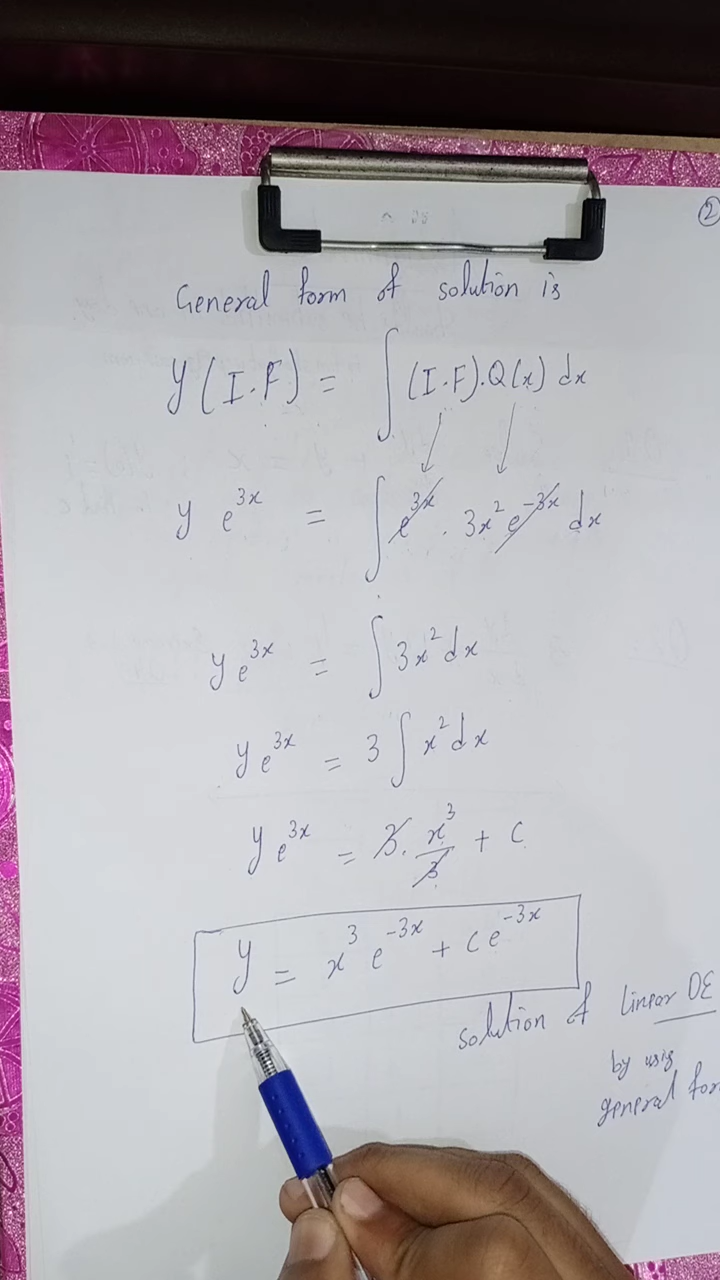 ②
General form of solution is
y(I.F) = ∫(I.F).Q(x) dx
y e^{3x} = ∫ e^{3x} . 3x^2 e^{-3x} dx
y e^{3x} = ∫ 3x^2 dx
y e^{3x} = 3 ∫ x^2 dx
y e^{3x} = 3. x^3/3 + c
y = x^3 e^{-3x} + c e^{-3x}
solution of linear DE
by usig
general for